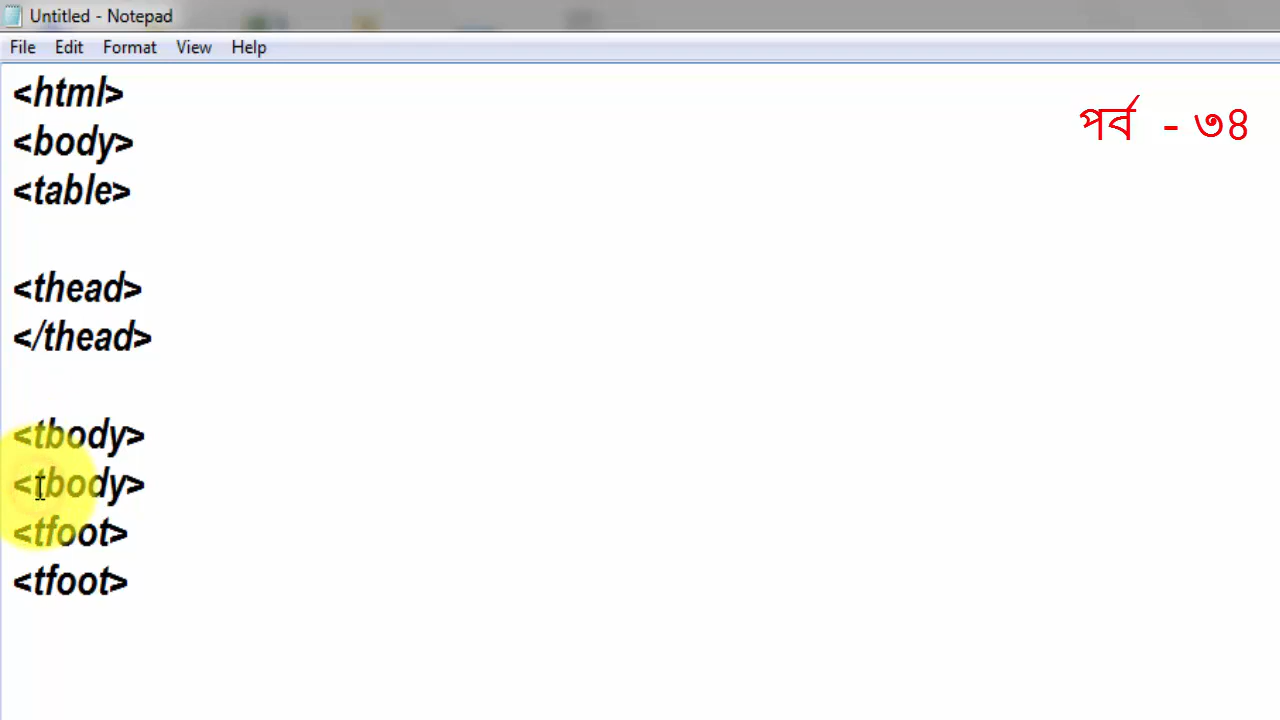 Untitled - Notepad
File Edit Format View Help
<html>
পর্ব - ৩৪
<body>
<table>
<thead>
</thead>
<tbody>
<tbody>
<tfoot>
<tfoot>